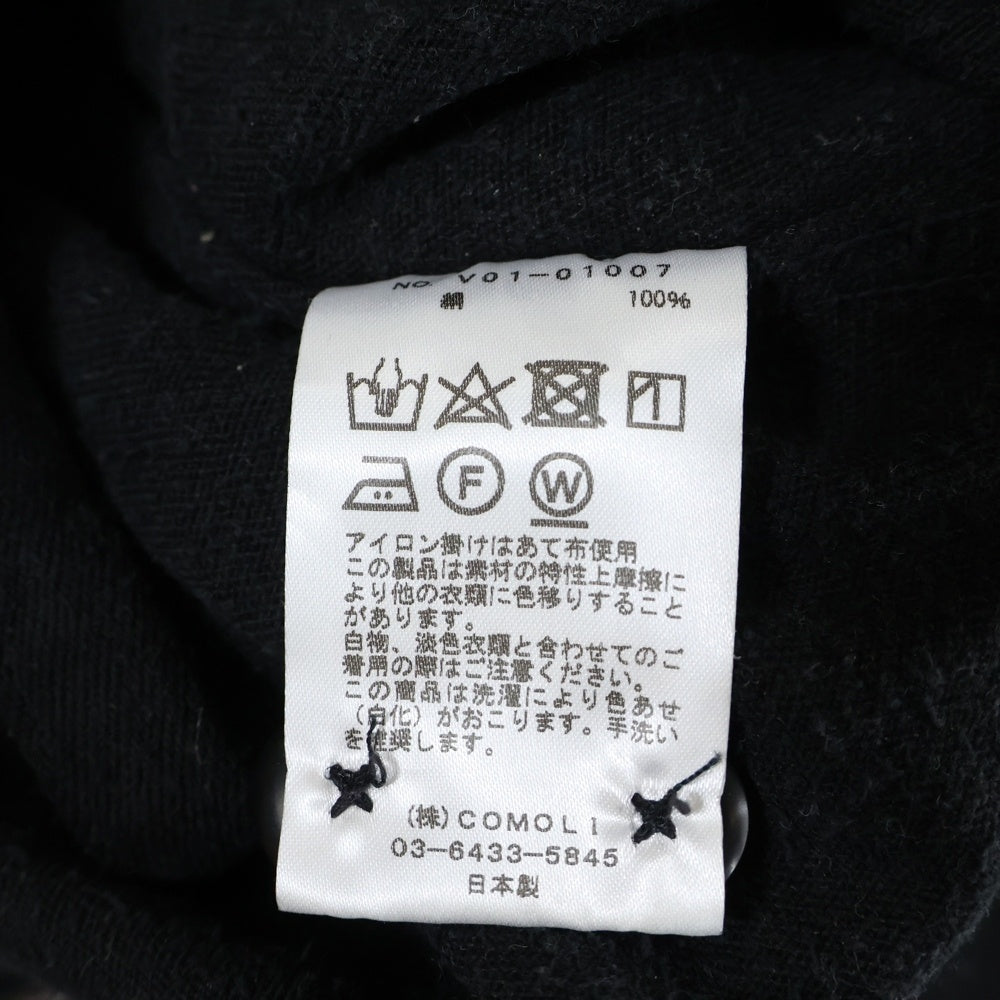 NO. V01-01007
綿 100%
F W
アイロン掛けはあて布使用
この製品は素材の特性上摩擦に
より他の衣類に色移りすること
があります。
白物、淡色衣類と合わせてのご
着用の際はご注意ください。
この商品は洗濯により色あせ
（白化）がおこります。手洗い
を推奨します。
（株）COMOLI
03-6433-5845
日本製